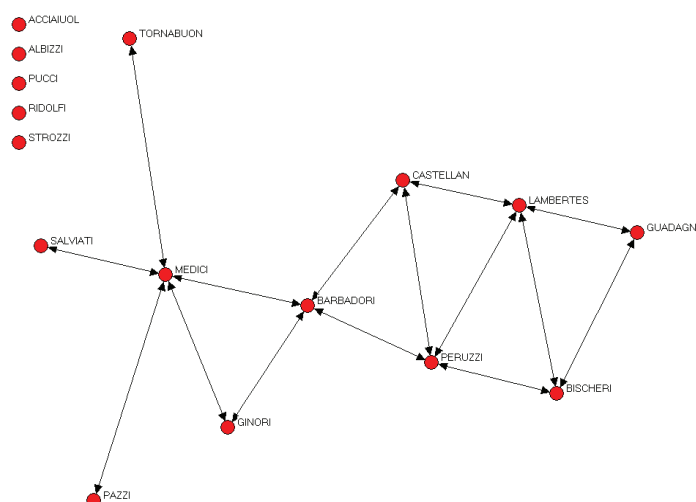 ACCIAIUOL
TORNABUON
ALBIZZI
PUCCI
RIDOLFI
STROZZI
CASTELLAN
LAMBERTES
GUADAGN
SALVIATI
MEDICI
BARBADORI
PERUZZI
BISCHERI
GINORI
PAZZI